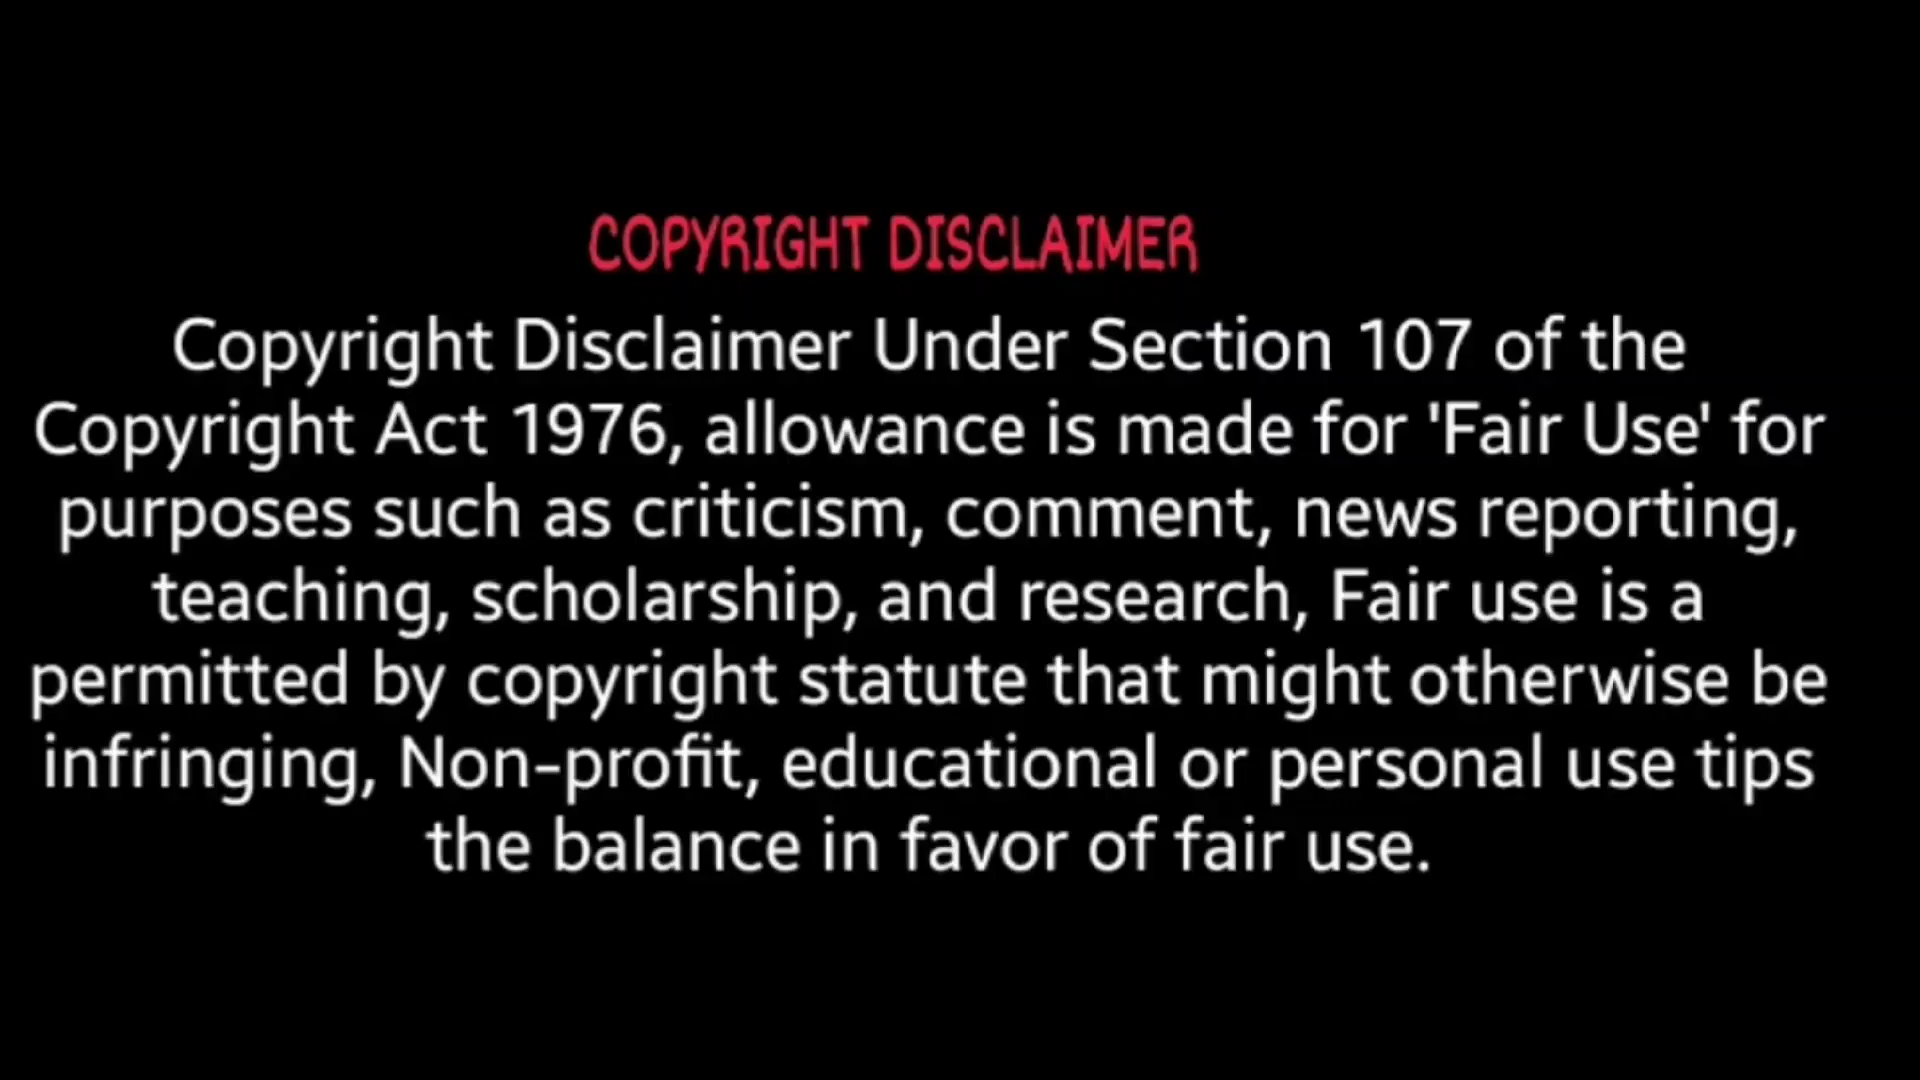 COPYRIGHT DISCLAIMER
Copyright Disclaimer Under Section 107 of the
Copyright Act 1976, allowance is made for 'Fair Use' for
purposes such as criticism, comment, news reporting,
teaching, scholarship, and research, Fair use is a
permitted by copyright statute that might otherwise be
infringing, Non-profit, educational or personal use tips
the balance in favor of fair use.